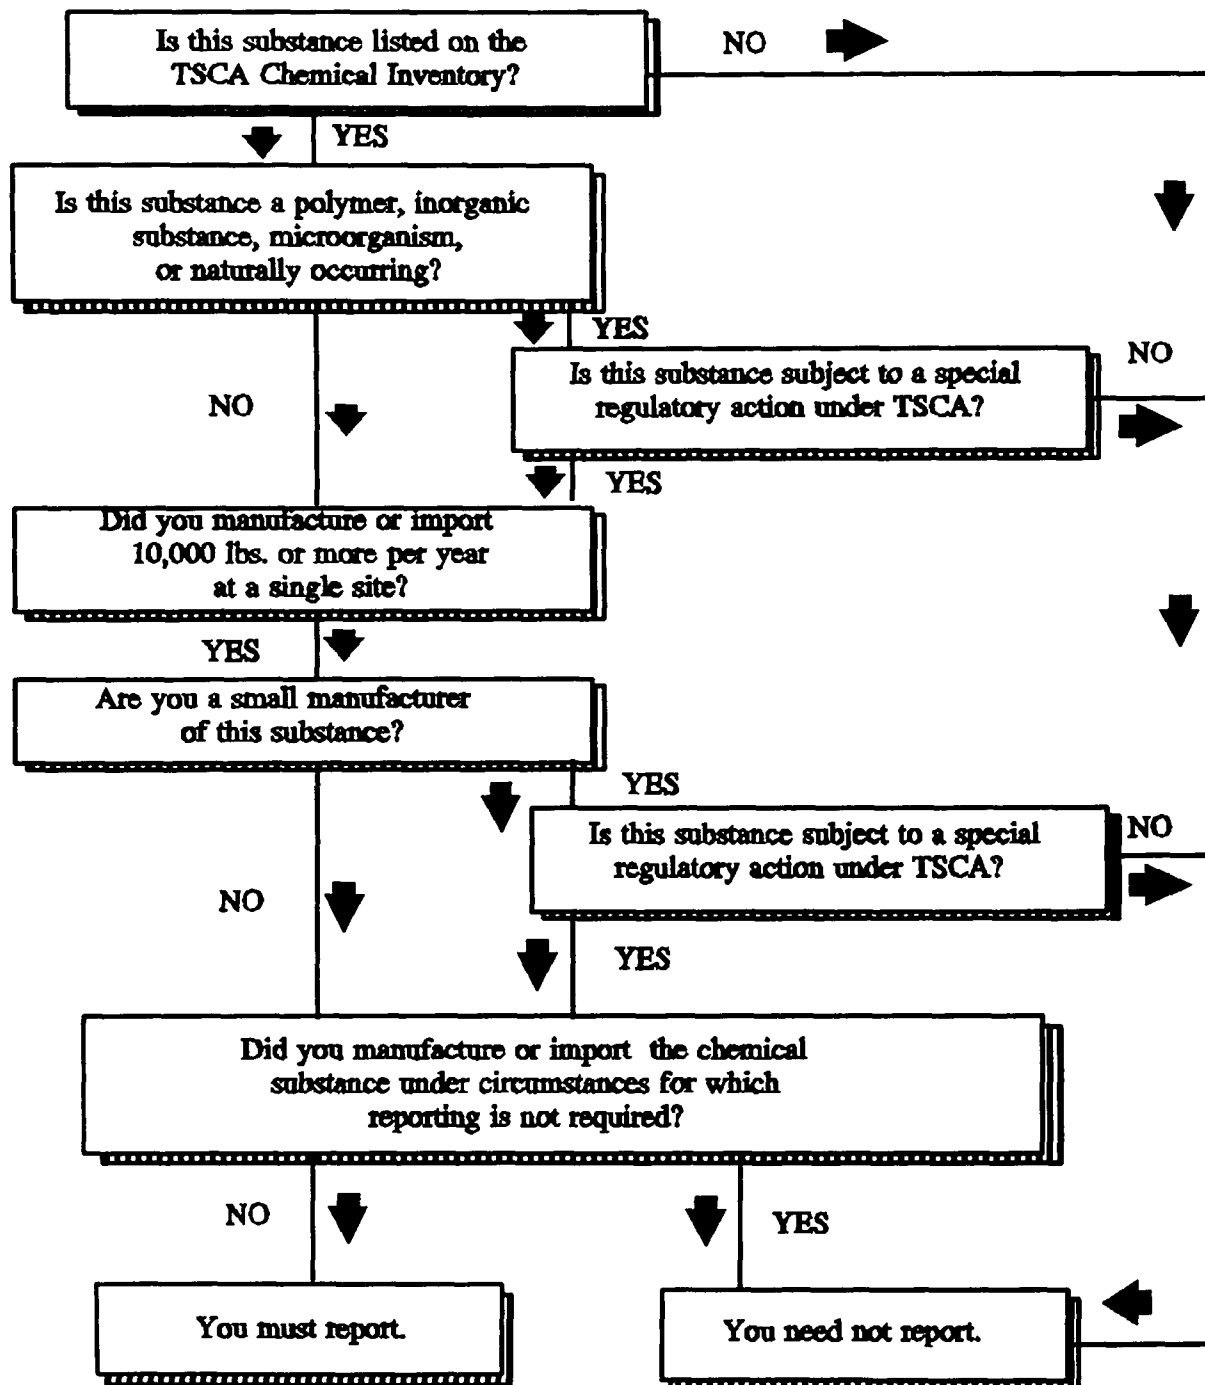 Is this substance listed on the
TSCA Chemical Inventory?
NO
YES
Is this substance a polymer, inorganic
substance, microorganism,
or naturally occurring?
YES
Is this substance subject to a special
regulatory action under TSCA?
NO
NO
YES
Did you manufacture or import
10,000 lbs. or more per year
at a single site?
YES
Are you a small manufacturer
of this substance?
YES
Is this substance subject to a special
regulatory action under TSCA?
NO
NO
YES
Did you manufacture or import the chemical
substance under circumstances for which
reporting is not required?
NO
YES
You must report.
You need not report.